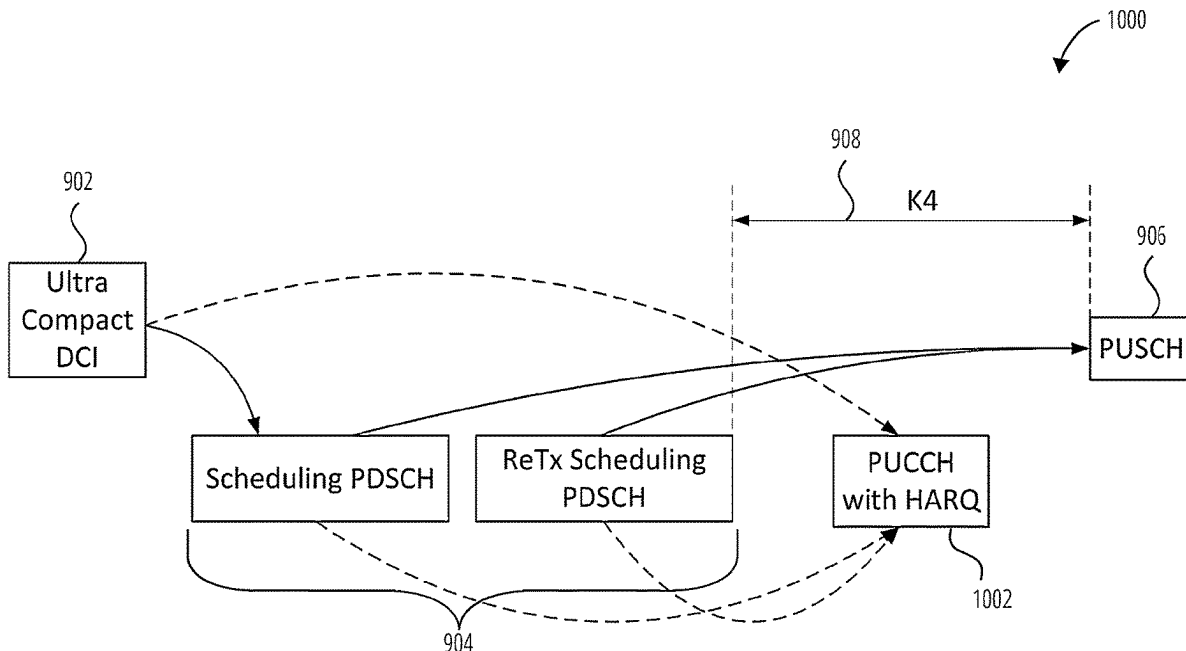 1000
908
902
K4
906
Ultra
Compact
DCI
PUSCH
Scheduling PDSCH
ReTx Scheduling
PDSCH
PUCCH
with HARQ
1002
904